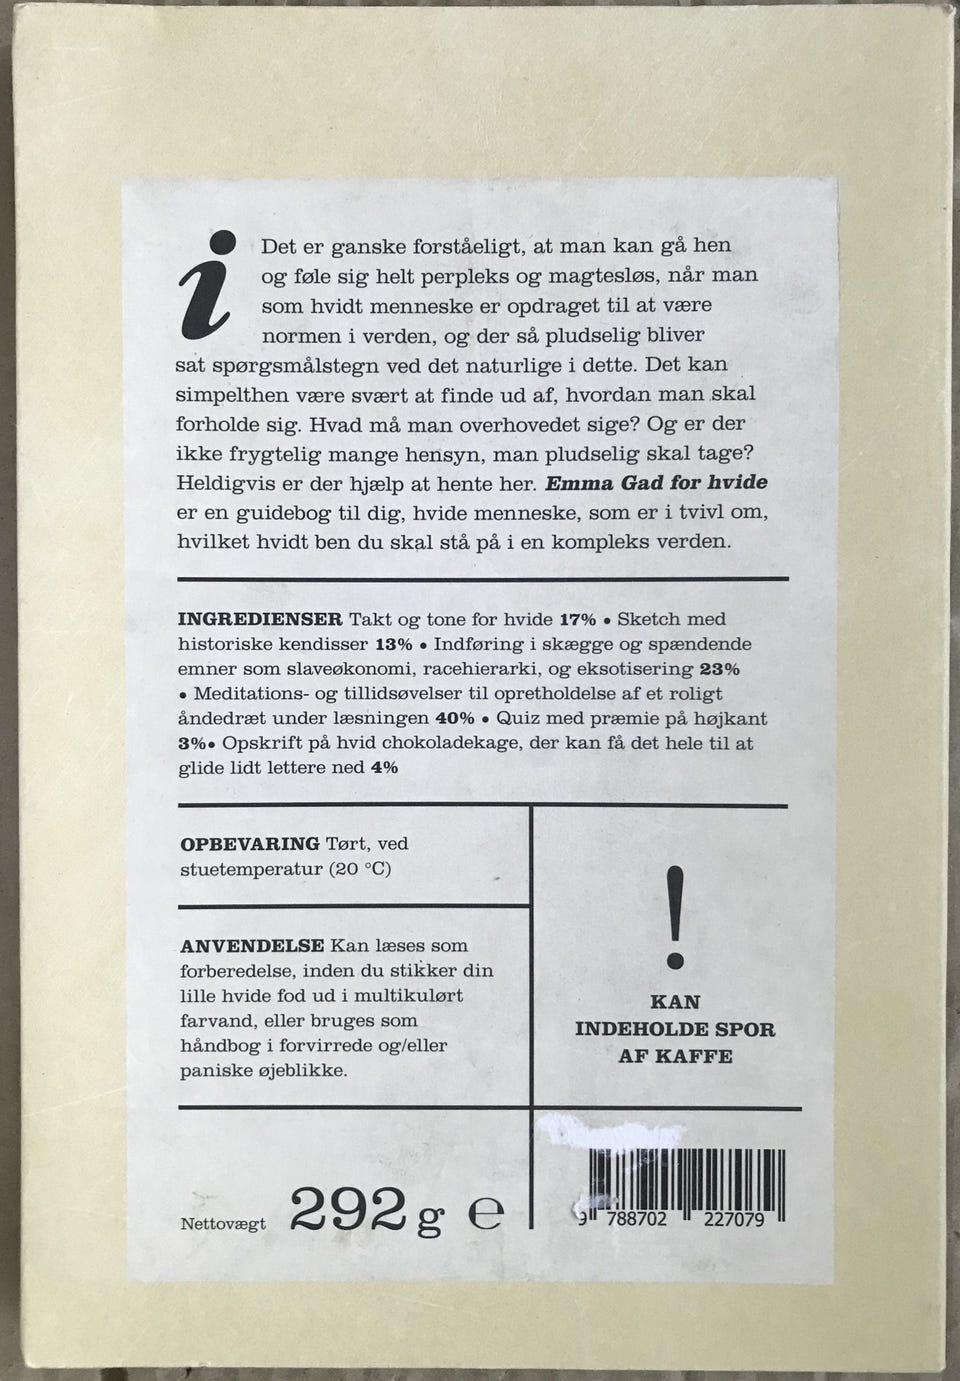 i Det er ganske forståeligt, at man kan gå hen
og føle sig helt perpleks og magtesløs, når man
som hvidt menneske er opdraget til at være
normen i verden, og der så pludselig bliver
sat spørgsmålstegn ved det naturlige i dette. Det kan
simpelthen være svært at finde ud af, hvordan man skal
forholde sig. Hvad må man overhovedet sige? Og er der
ikke frygtelig mange hensyn, man pludselig skal tage?
Heldigvis er der hjælp at hente her. Emma Gad for hvide
er en guidebog til dig, hvide menneske, som er i tvivl om,
hvilket hvidt ben du skal stå på i en kompleks verden.
INGREDIENSER Takt og tone for hvide 17% • Sketch med
historiske kendisser 13% • Indføring i skægge og spændende
emner som slaveøkonomi, racehierarki, og eksotisering 23%
• Meditations- og tillidsøvelser til opretholdelse af et roligt
åndedræt under læsningen 40% • Quiz med præmie på højkant
3%• Opskrift på hvid chokoladekage, der kan få det hele til at
glide lidt lettere ned 4%
OPBEVARING Tørt, ved
stuetemperatur (20 °C)
ANVENDELSE Kan læses som
forberedelse, inden du stikker din
lille hvide fod ud i multikulørt
farvand, eller bruges som
håndbog i forvirrede og/eller
paniske øjeblikke.
!
KAN
INDEHOLDE SPOR
AF KAFFE
Nettovægt 292 g e
9 788702 227079